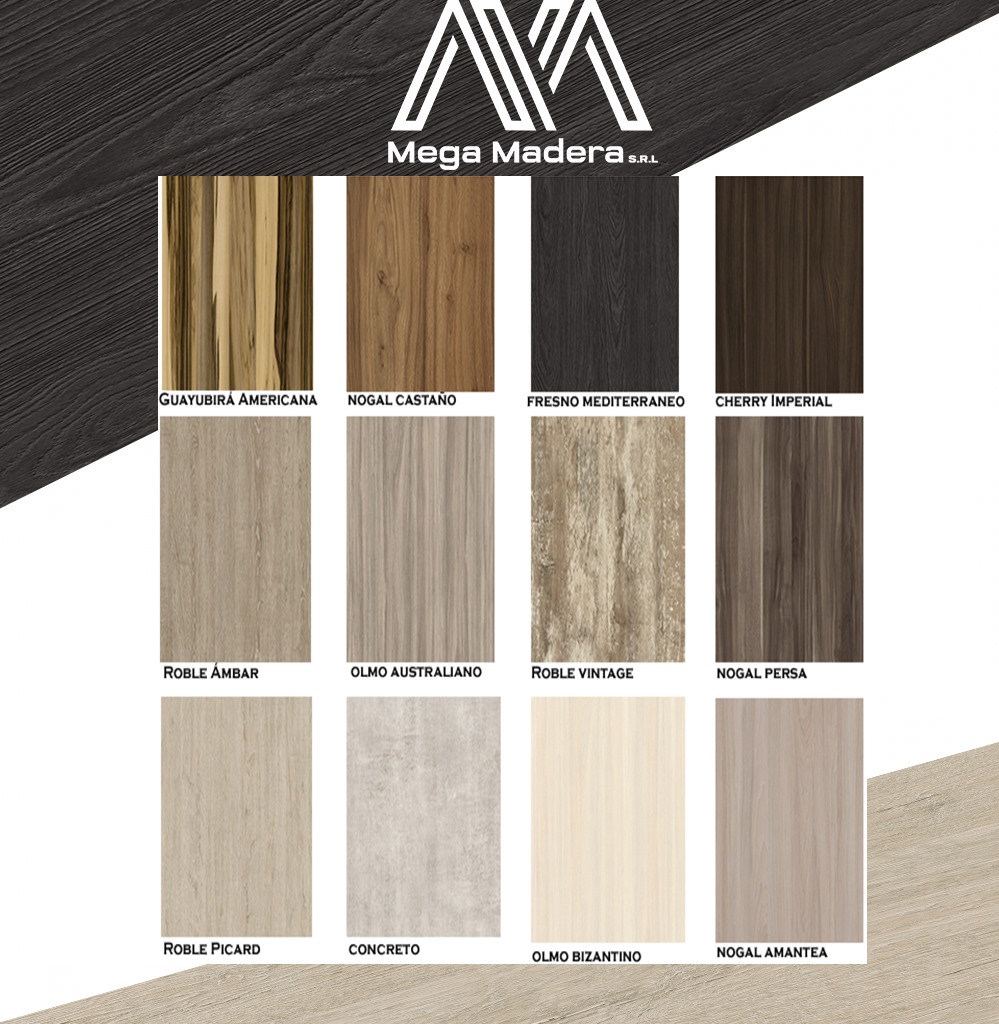 Mega Madera S.R.L
Guayubirá Americana
NOGAL CASTAÑO
FRESNO MEDITERRANEO
CHERRY IMPERIAL
Roble Ámbar
OLMO AUSTRALIANO
Roble vintage
NOGAL PERSA
Roble Picard
CONCRETO
OLMO BIZANTINO
NOGAL AMANTEA